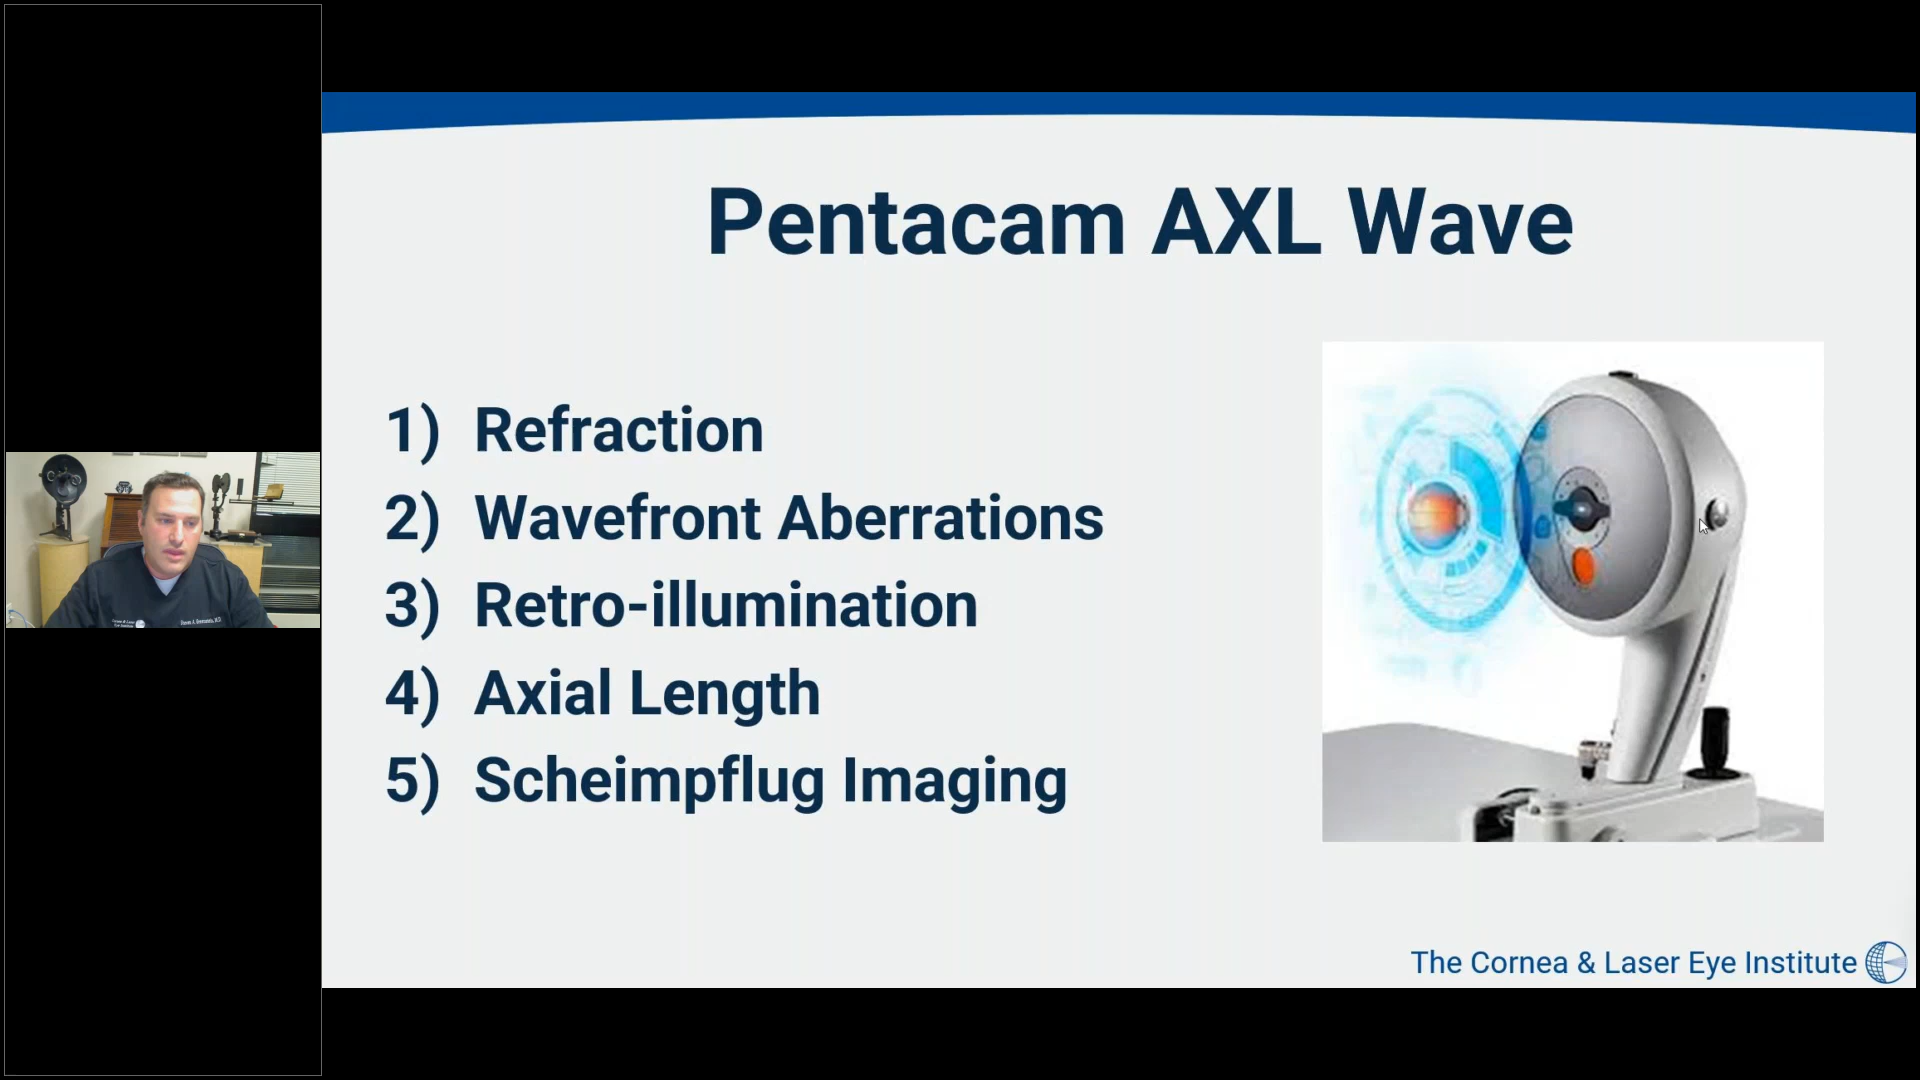 Pentacam AXL Wave
1) Refraction
2) Wavefront Aberrations
3) Retro-illumination
4) Axial Length
5) Scheimpflug Imaging
The Cornea & Laser Eye Institute